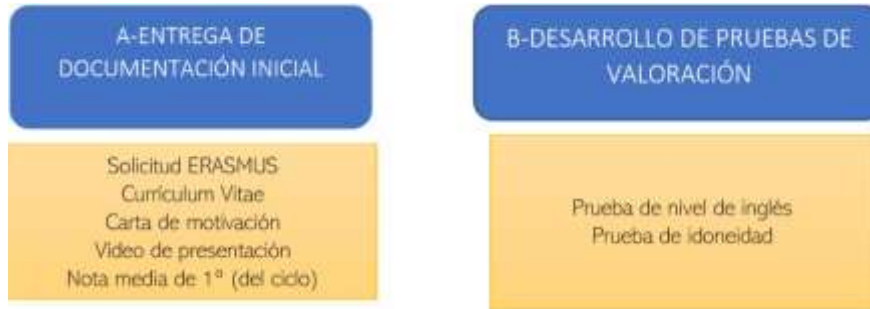 A-ENTREGA DE
DOCUMENTACIÓN INICIAL
Solicitud ERASMUS
Curriculum Vitae
Carta de motivación
Video de presentación
Nota media de 1º (del ciclo)
B-DESARROLLO DE PRUEBAS DE
VALORACIÓN
Prueba de nivel de inglés
Prueba de idoneidad